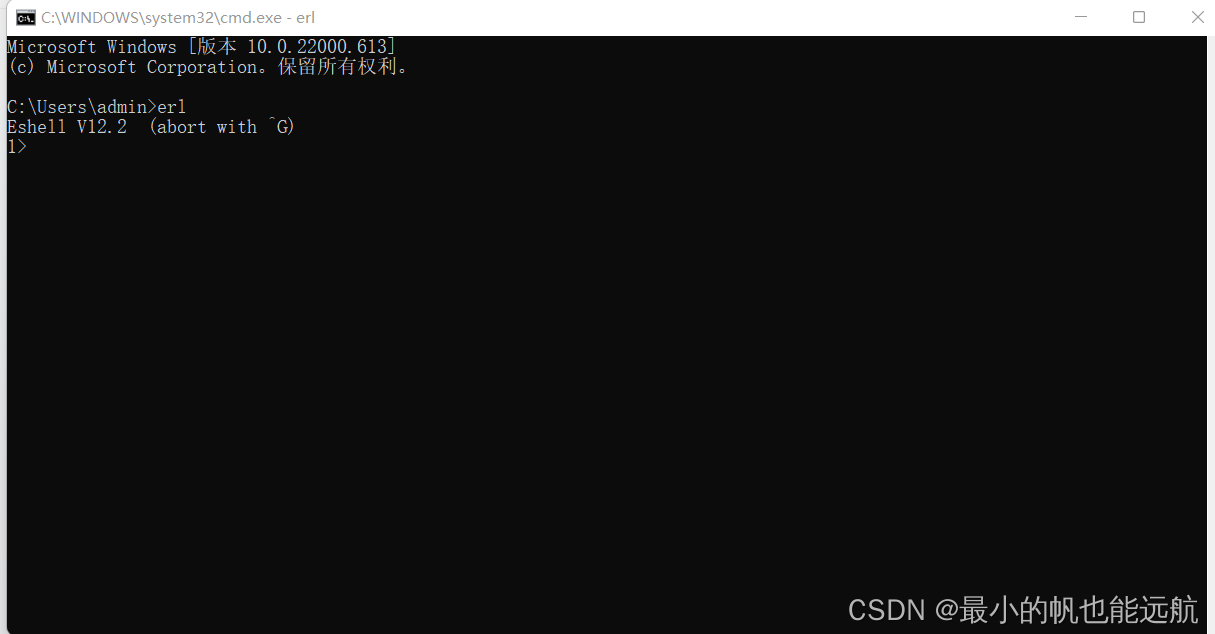 C:\WINDOWS\system32\cmd.exe - erl
Microsoft Windows [版本 10.0.22000.613]
(c) Microsoft Corporation。保留所有权利。
C:\Users\admin>erl
Eshell V12.2  (abort with ^G)
1>
CSDN @最小的帆也能远航